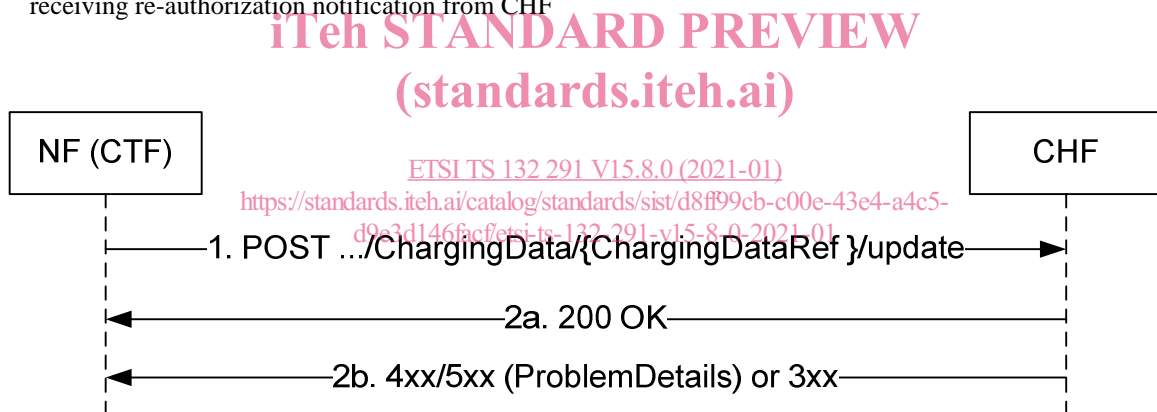 receiving re-authorization notification from CHF
iTeh STANDARD PREVIEW
(standards.iteh.ai)
NF (CTF)
CHF
ETSI TS 132 291 V15.8.0 (2021-01)
https://standards.iteh.ai/catalog/standards/sist/d8ff99cb-c00e-43e4-a4c5-
d9e3d146facf/etsi-ts-132-291-v15-8-0-2021-01
1. POST .../ChargingData/{ChargingDataRef }/update
2a. 200 OK
2b. 4xx/5xx (ProblemDetails) or 3xx